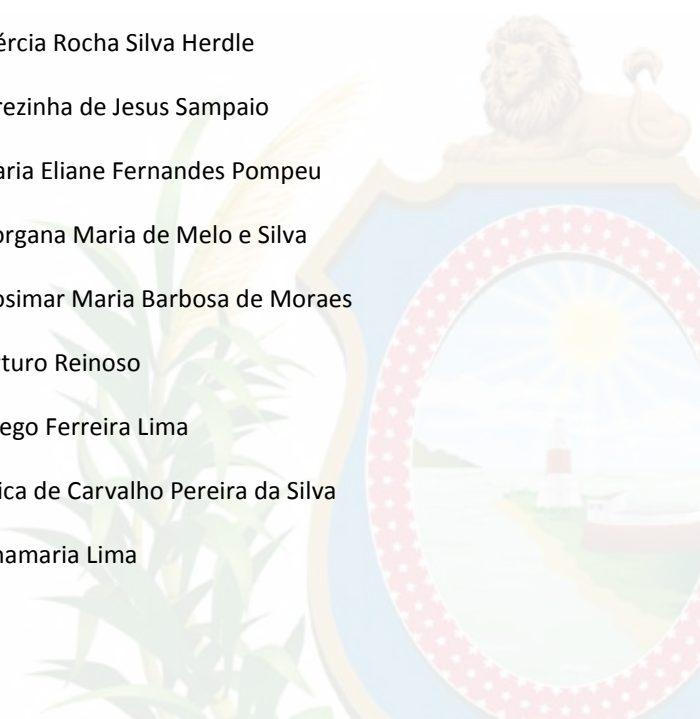 ércia Rocha Silva Herdle
rezinha de Jesus Sampaio
aria Eliane Fernandes Pompeu
organa Maria de Melo e Silva
osimar Maria Barbosa de Moraes
rturo Reinoso
ego Ferreira Lima
ica de Carvalho Pereira da Silva
namaria Lima